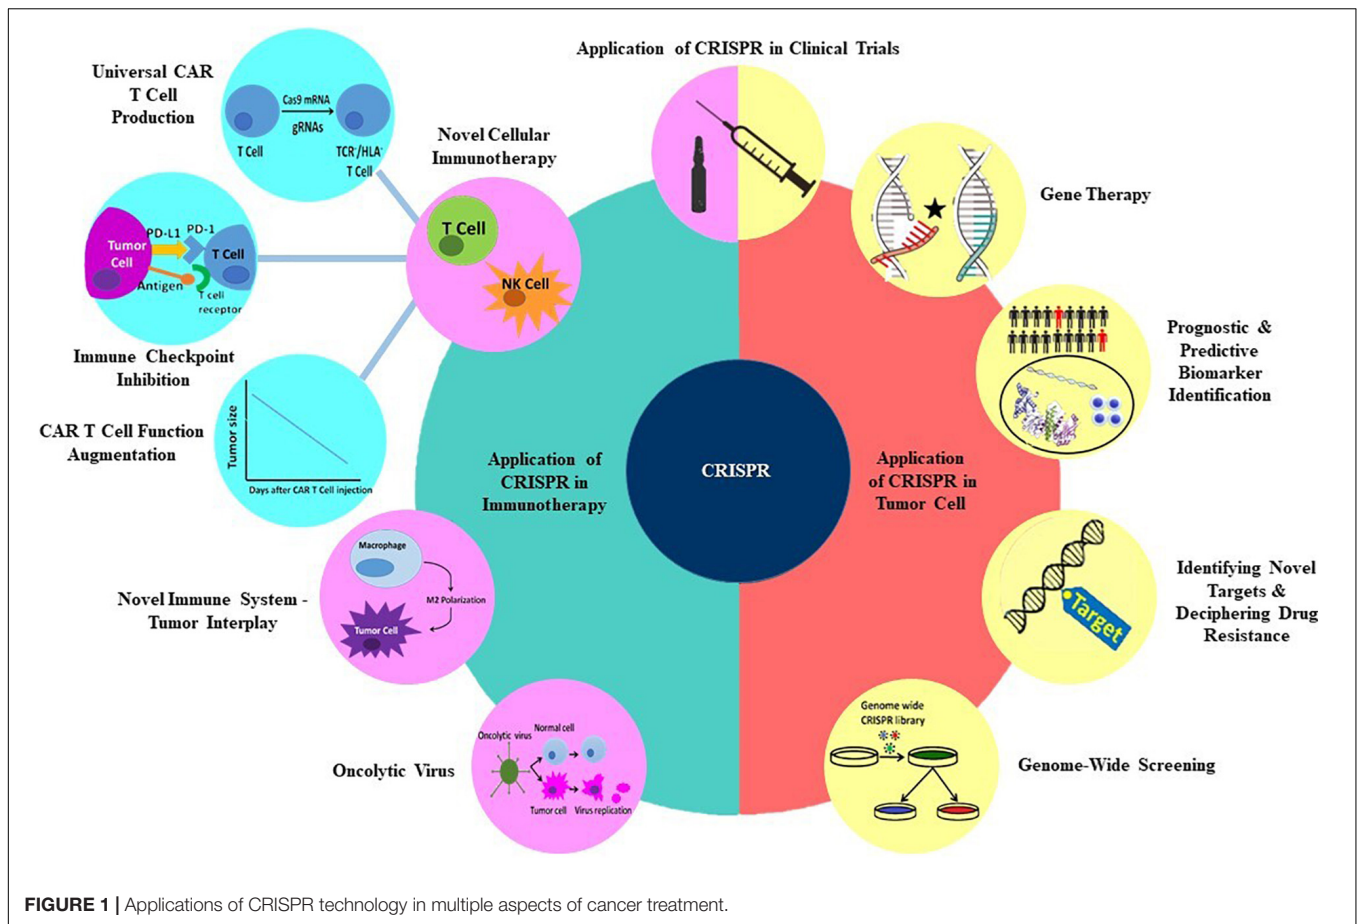 Application of CRISPR in Clinical Trials
Universal CAR
T Cell
Production
Cas9 mRNA
gRNAs
T Cell
TCR-/HLA-
T Cell
Novel Cellular
Immunotherapy
T Cell
NK Cell
PD-L1
PD-1
Tumor
Cell
T Cell
Antigen
T cell
receptor
Immune Checkpoint
Inhibition
CAR T Cell Function
Augmentation
Tumor size
Days after CAR T Cell injection
Novel Immune System -
Tumor Interplay
Macrophage
M2 Polarization
Tumor Cell
Oncolytic Virus
Oncolytic virus
Normal cell
Tumor cell
Virus replication
Application of
CRISPR in
Immunotherapy
CRISPR
Application
of CRISPR in
Tumor Cell
Gene Therapy
Prognostic &
Predictive
Biomarker
Identification
Target
Identifying Novel
Targets &
Deciphering Drug
Resistance
Genome wide
CRISPR library
Genome-Wide Screening
FIGURE 1 | Applications of CRISPR technology in multiple aspects of cancer treatment.